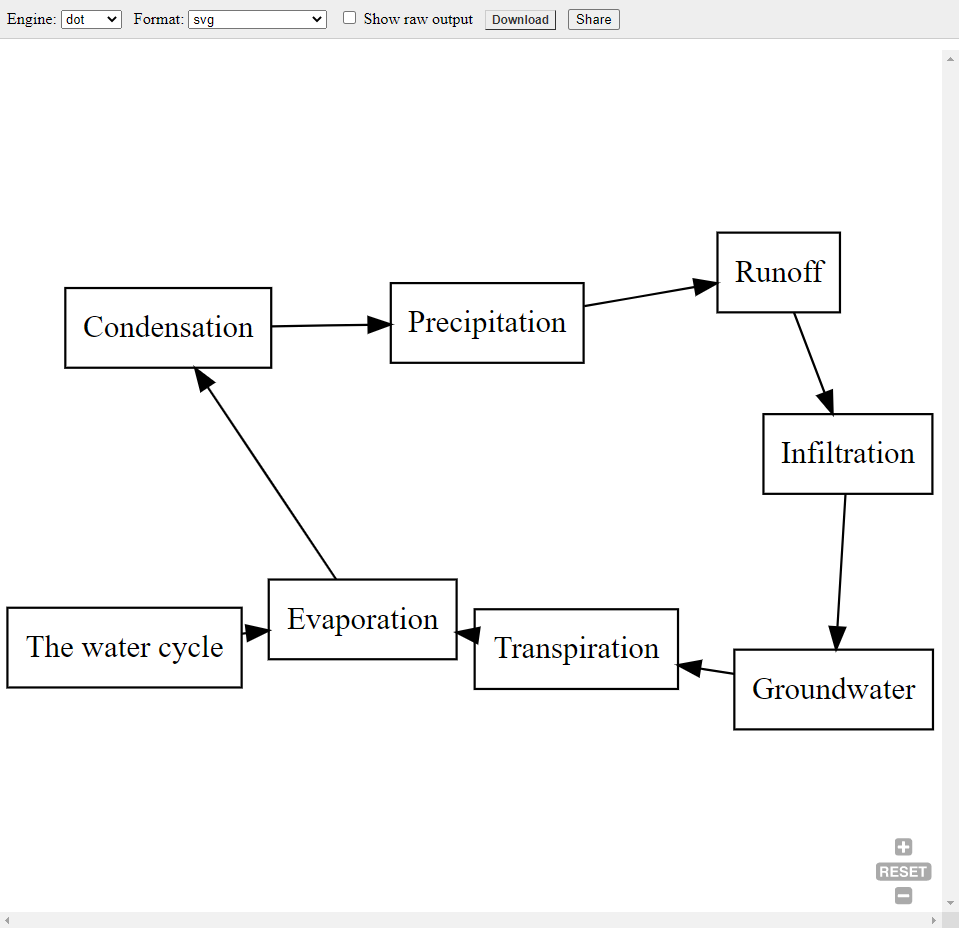 Engine: dot Format: svg Show raw output Download Share
Runoff
Condensation
Precipitation
Infiltration
Evaporation
The water cycle
Transpiration
Groundwater
RESET